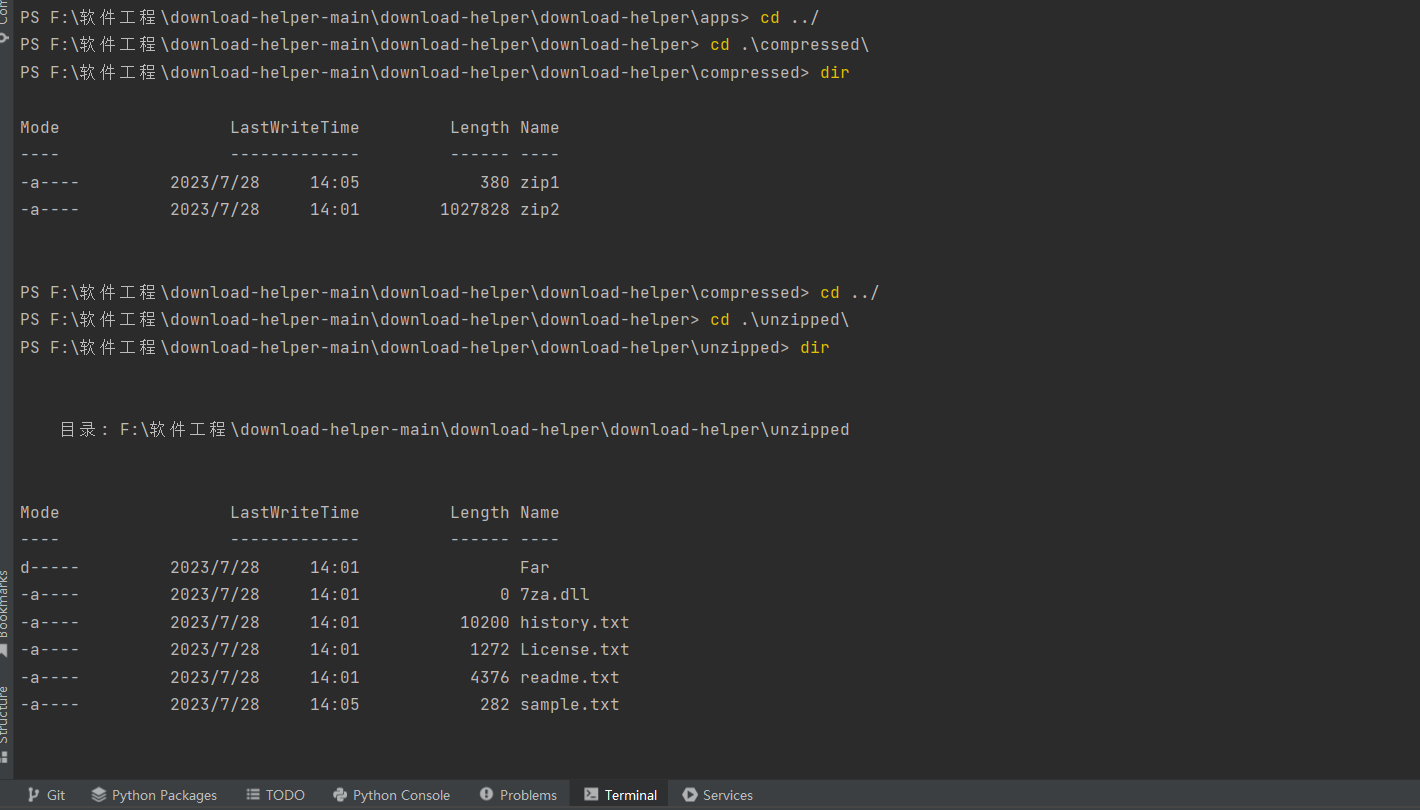 PS F:\软件工程\download-helper-main\download-helper\download-helper\apps> cd ../
PS F:\软件工程\download-helper-main\download-helper\download-helper> cd .\compressed\
PS F:\软件工程\download-helper-main\download-helper\download-helper\compressed> dir
Mode                 LastWriteTime         Length Name
----                 -------------         ------ ----
-a----         2023/7/28     14:05            380 zip1
-a----         2023/7/28     14:01        1027828 zip2
PS F:\软件工程\download-helper-main\download-helper\download-helper\compressed> cd ../
PS F:\软件工程\download-helper-main\download-helper\download-helper> cd .\unzipped\
PS F:\软件工程\download-helper-main\download-helper\download-helper\unzipped> dir
目录: F:\软件工程\download-helper-main\download-helper\download-helper\unzipped
Mode                 LastWriteTime         Length Name
----                 -------------         ------ ----
d-----         2023/7/28     14:01                Far
-a----         2023/7/28     14:01              0 7za.dll
-a----         2023/7/28     14:01          10200 history.txt
-a----         2023/7/28     14:01           1272 License.txt
-a----         2023/7/28     14:01           4376 readme.txt
-a----         2023/7/28     14:05            282 sample.txt
Bookmarks
Structure
Git Python Packages TODO Python Console Problems Terminal Services